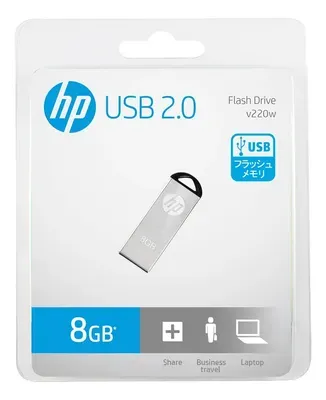 hp USB 2.0
Flash Drive
v220w
USB
フラッシュ
メモリ
hp
8GB
8GB*
Share
Business
travel
Laptop